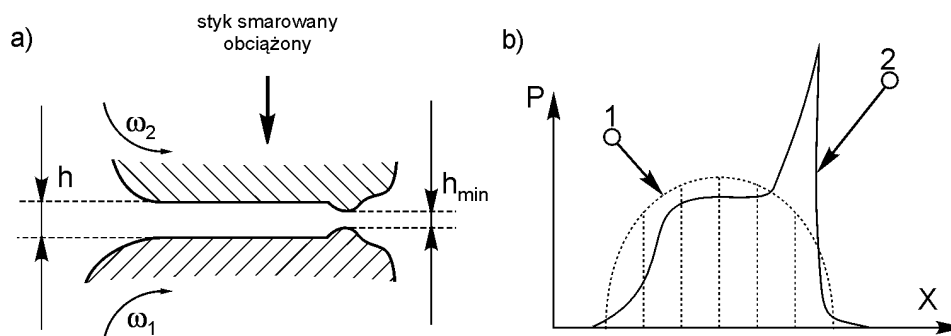 a)
styk smarowany
obciążony
ω2
h
hmin
ω1
b)
P
1
2
X